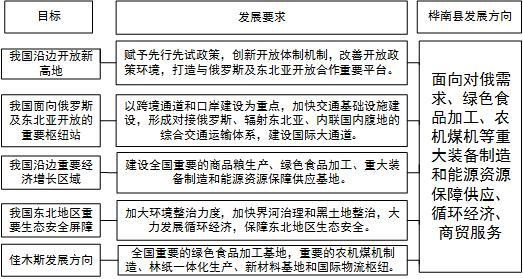 目标
发展要求
桦南县发展方向
我国沿边开放新
高地
赋予先行先试政策，创新开放体制机制，改善开放政
策环境，打造与俄罗斯及东北亚开放合作重要平台。
我国面向俄罗斯
及东北亚开放的
重要枢纽站
以跨境通道和口岸建设为重点，加快交通基础设施建
设，形成对接俄罗斯、辐射东北亚、内联国内腹地的
综合交通运输体系，建设国际大通道。
我国沿边重要经
济增长区域
建设全国重要的商品粮生产、绿色食品加工、重大装
备制造和能源资源保障供应基地。
我国东北地区重
要生态安全屏障
加大环境整治力度，加快界河治理和黑土地整治，大
力发展循环经济，保障东北地区生态安全。
佳木斯发展方向
全国重要的绿色食品加工基地，重要的农机煤机制
造、林纸一体化生产、新材料基地和国际物流枢纽。
面向对俄需
求、绿色食
品加工、农
机煤机等重
大装备制造
和能源资源
保障供应、
循环经济、
商贸服务